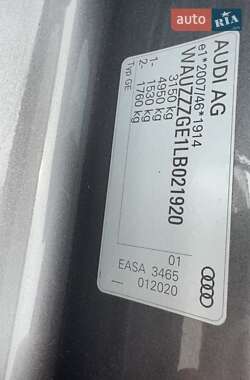 AUTO.RIA
AUDI AG
e1*2007/46*1914
WAUZZZGE1LB021920
3150 kg
4950 kg
1- 1530 kg
2- 1760 kg
Typ GE
01
EASA 3465
012020